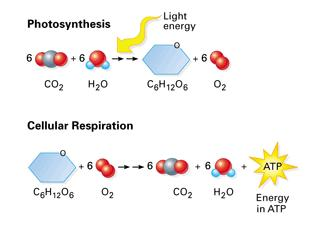 Photosynthesis
Light
energy
6 + 6 O + 6
CO2 H2O C6H12O6 O2
Cellular Respiration
O + 6 6 + 6 + ATP
C6H12O6 O2 CO2 H2O Energy
in ATP